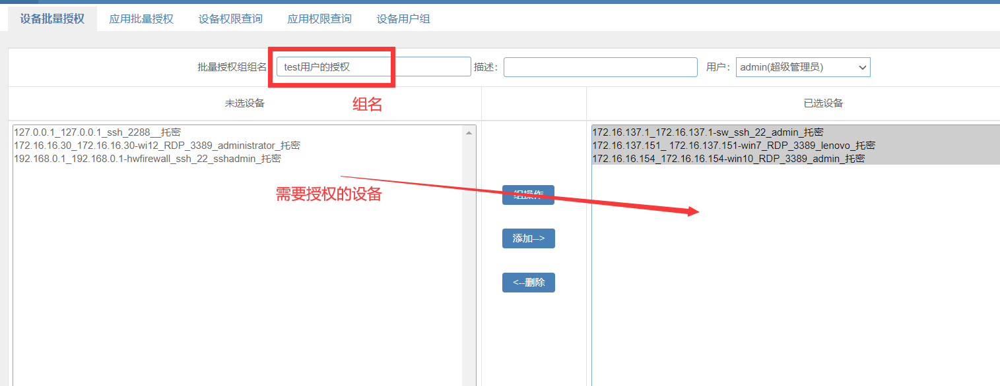 设备批量授权 应用批量授权 设备权限查询 应用权限查询 设备用户组
批量授权组组名: test用户的授权 描述: 用户: admin(超级管理员)
未选设备 组名 已选设备
127.0.0.1_127.0.0.1_ssh_2288__托密
172.16.16.30_172.16.16.30-wi12_RDP_3389_administrator_托密
192.168.0.1_192.168.0.1-hwfirewall_ssh_22_sshadmin_托密
172.16.137.1_172.16.137.1-sw_ssh_22_admin_托密
172.16.137.151_ 172.16.137.151-win7_RDP_3389_lenovo_托密
172.16.16.154_172.16.16.154-win10_RDP_3389_admin_托密
需要授权的设备
组操作
添加-->
<--删除